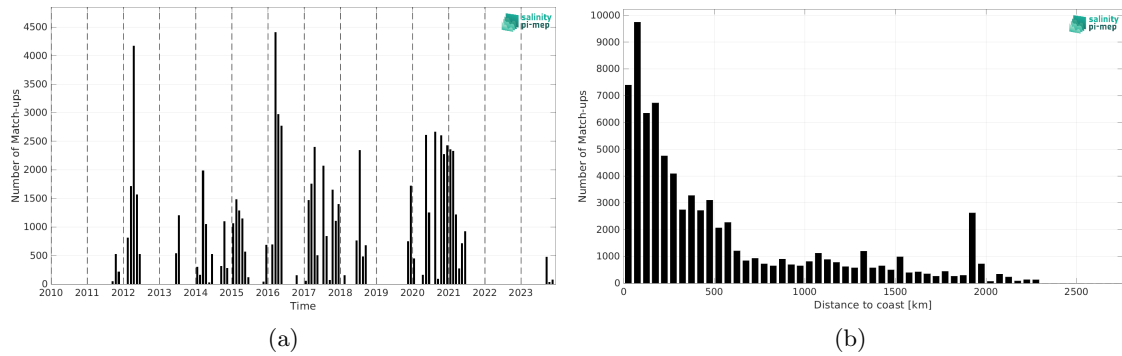 salinity
pi-mep
4500
4000
3500
3000
2500
2000
1500
1000
500
0
Number of Match-ups
2010 2011 2012 2013 2014 2015 2016 2017 2018 2019 2020 2021 2022 2023
Time
(a)
salinity
pi-mep
10000
9000
8000
7000
6000
5000
4000
3000
2000
1000
0
Number of Match-ups
0 500 1000 1500 2000 2500
Distance to coast [km]
(b)